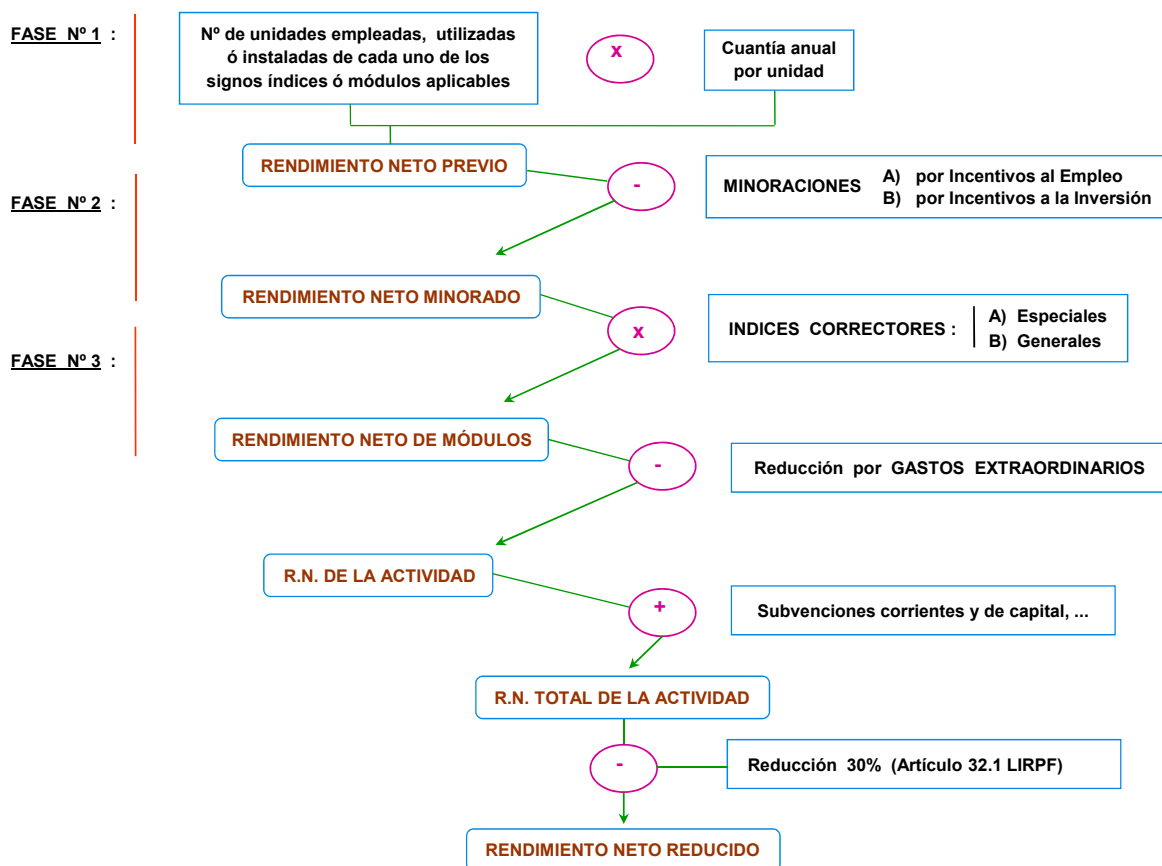 FASE Nº 1 :
Nº de unidades empleadas, utilizadas
ó instaladas de cada uno de los
signos índices ó módulos aplicables
x
Cuantía anual
por unidad
RENDIMIENTO NETO PREVIO
-
MINORACIONES A) por Incentivos al Empleo
B) por Incentivos a la Inversión
FASE Nº 2 :
RENDIMIENTO NETO MINORADO
x
INDICES CORRECTORES : A) Especiales
B) Generales
FASE Nº 3 :
RENDIMIENTO NETO DE MÓDULOS
-
Reducción por GASTOS EXTRAORDINARIOS
R.N. DE LA ACTIVIDAD
+
Subvenciones corrientes y de capital, ...
R.N. TOTAL DE LA ACTIVIDAD
-
Reducción 30% (Artículo 32.1 LIRPF)
RENDIMIENTO NETO REDUCIDO